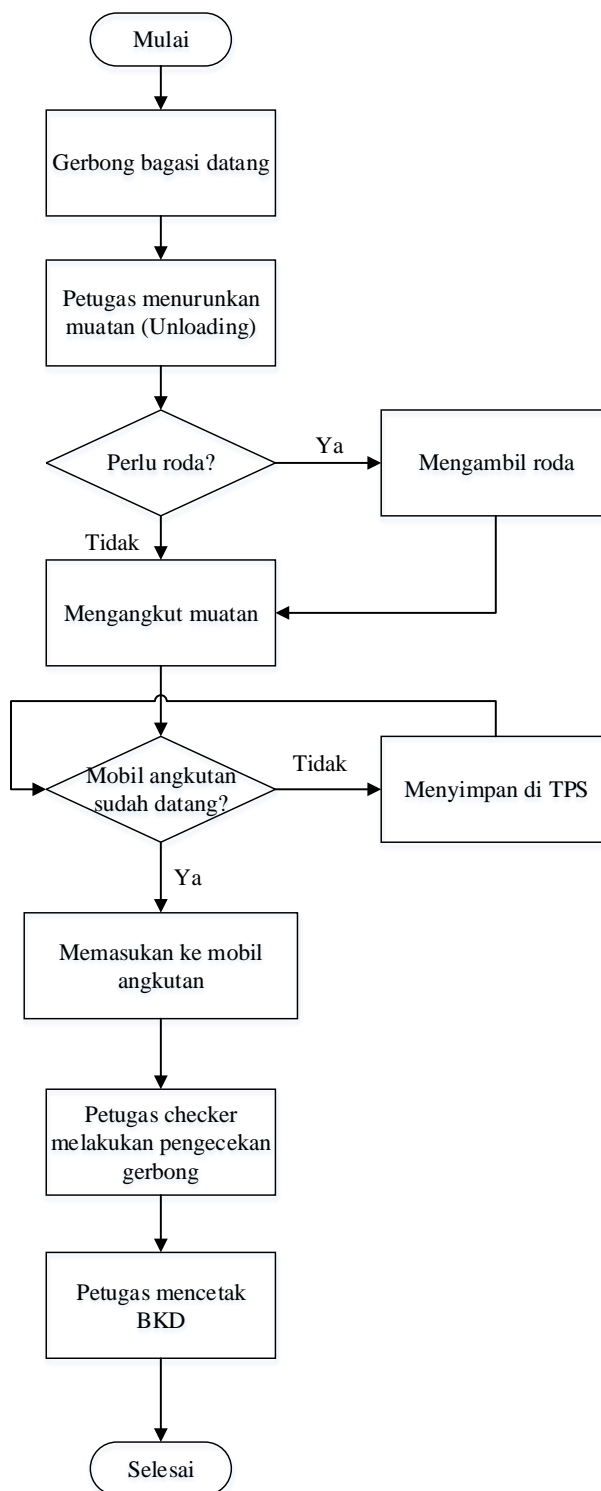 Mulai
Gerbong bagasi datang
Petugas menurunkan
muatan (Unloading)
Perlu roda?
Ya
Mengambil roda
Tidak
Mengangkut muatan
Mobil angkutan
sudah datang?
Tidak
Menyimpan di TPS
Ya
Memasukan ke mobil
angkutan
Petugas checker
melakukan pengecekan
gerbong
Petugas mencetak
BKD
Selesai